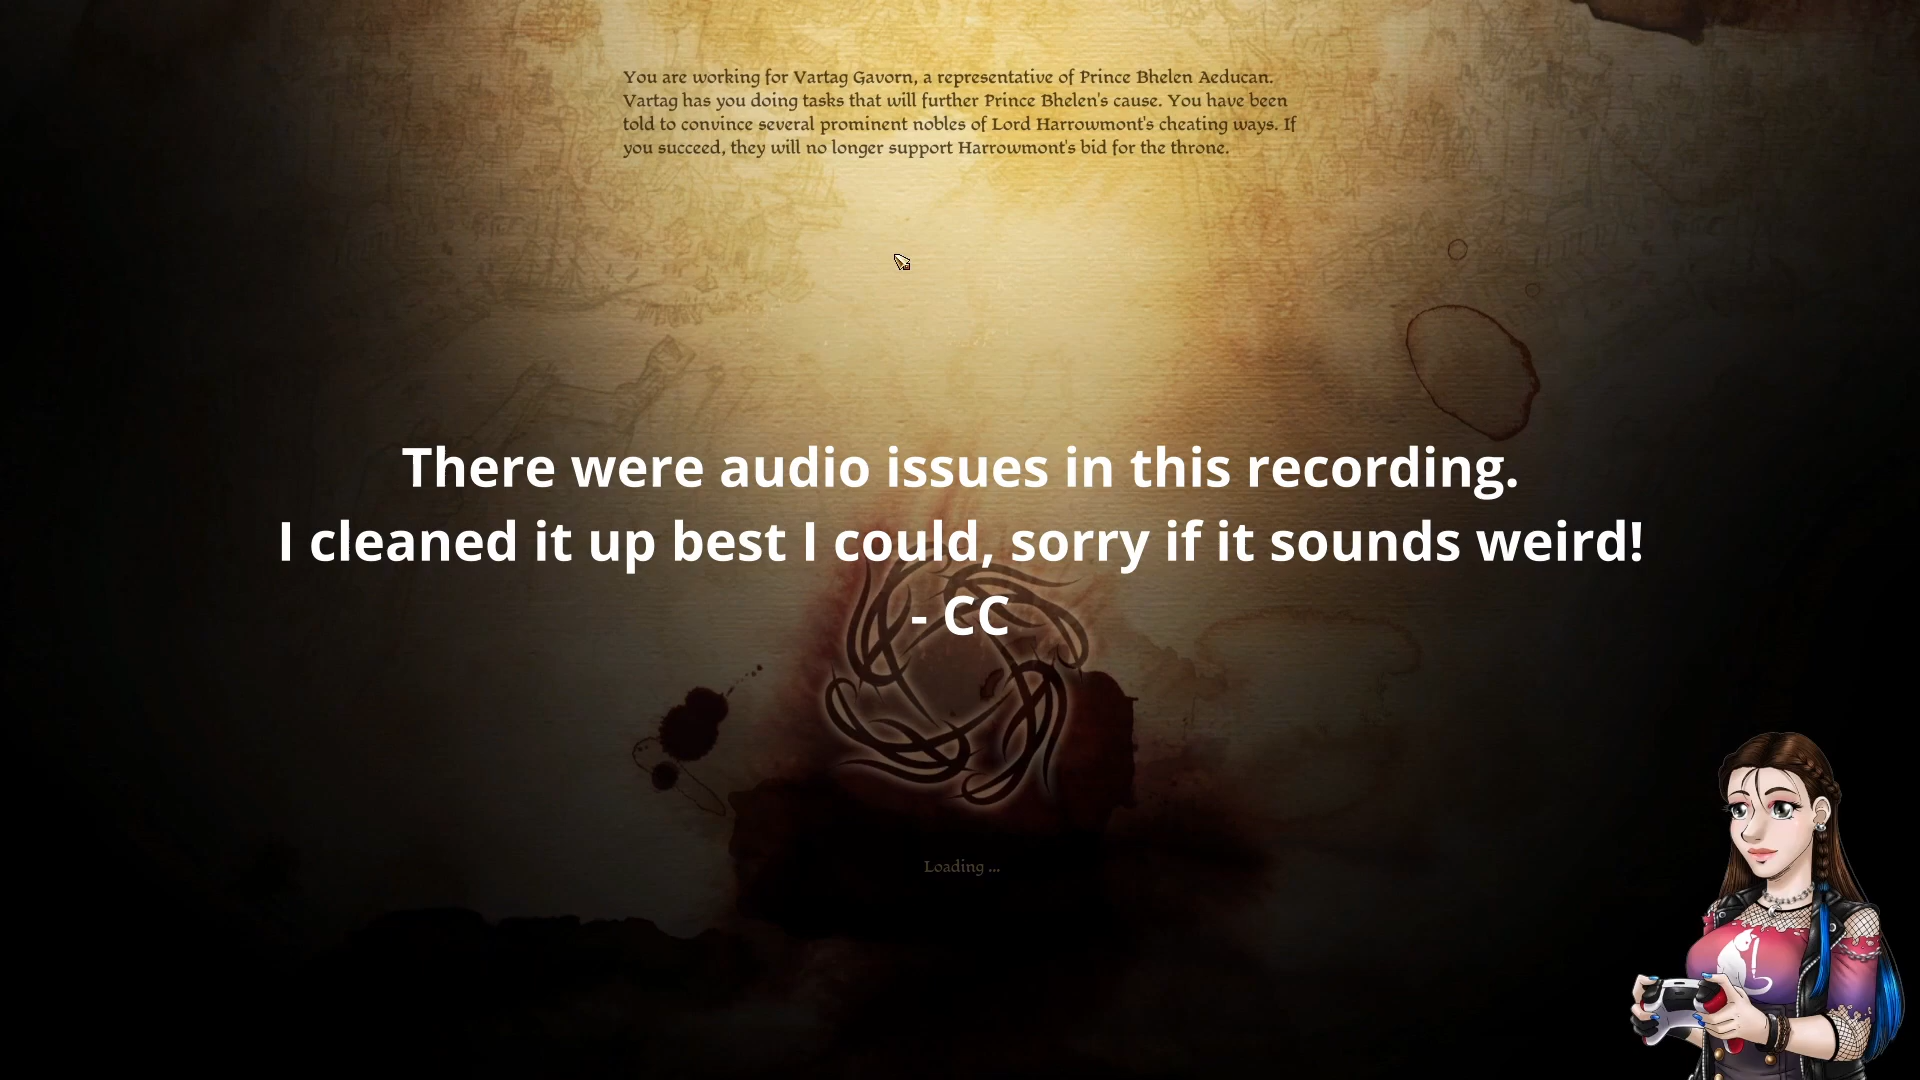 You are working for Vartag Gavorn, a representative of Prince Bhelen Aeducan.
Vartag has you doing tasks that will further Prince Bhelen's cause. You have been
told to convince several prominent nobles of Lord Harrowmont's cheating ways. If
you succeed, they will no longer support Harrowmont's bid for the throne.
There were audio issues in this recording.
I cleaned it up best I could, sorry if it sounds weird!
- CC
Loading ...